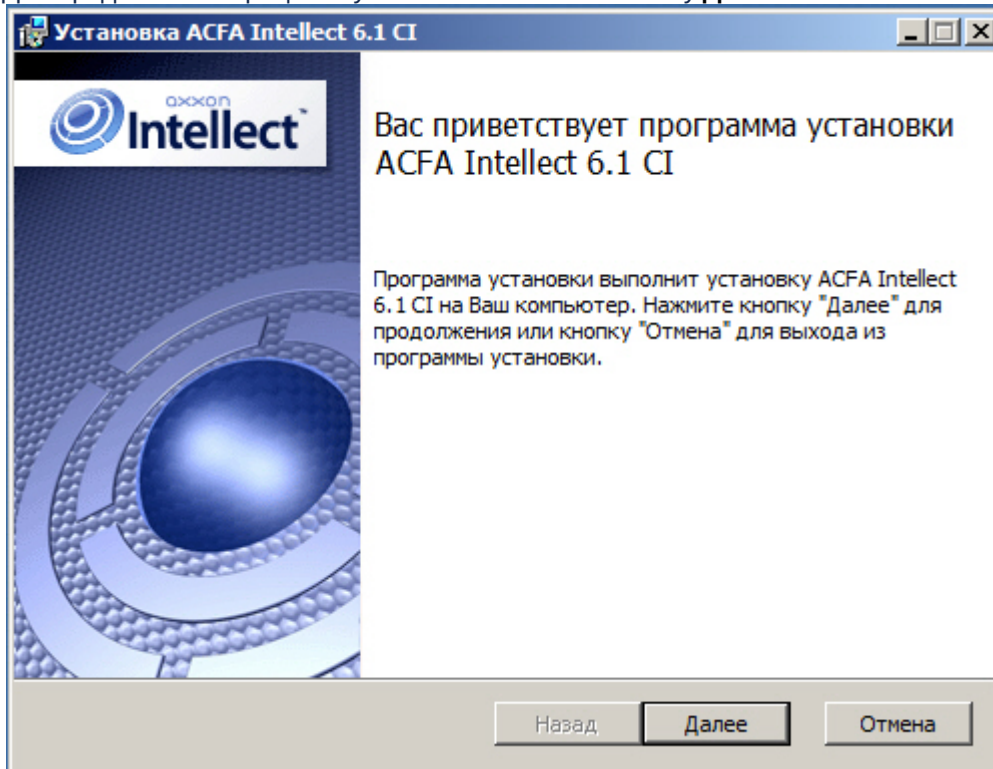 Установка ACFA Intellect 6.1 CI
axxon
Intellect™
Вас приветствует программа установки
ACFA Intellect 6.1 CI
Программа установки выполнит установку ACFA Intellect
6.1 CI на Ваш компьютер. Нажмите кнопку "Далее" для
продолжения или кнопку "Отмена" для выхода из
программы установки.
Назад
Далее
Отмена